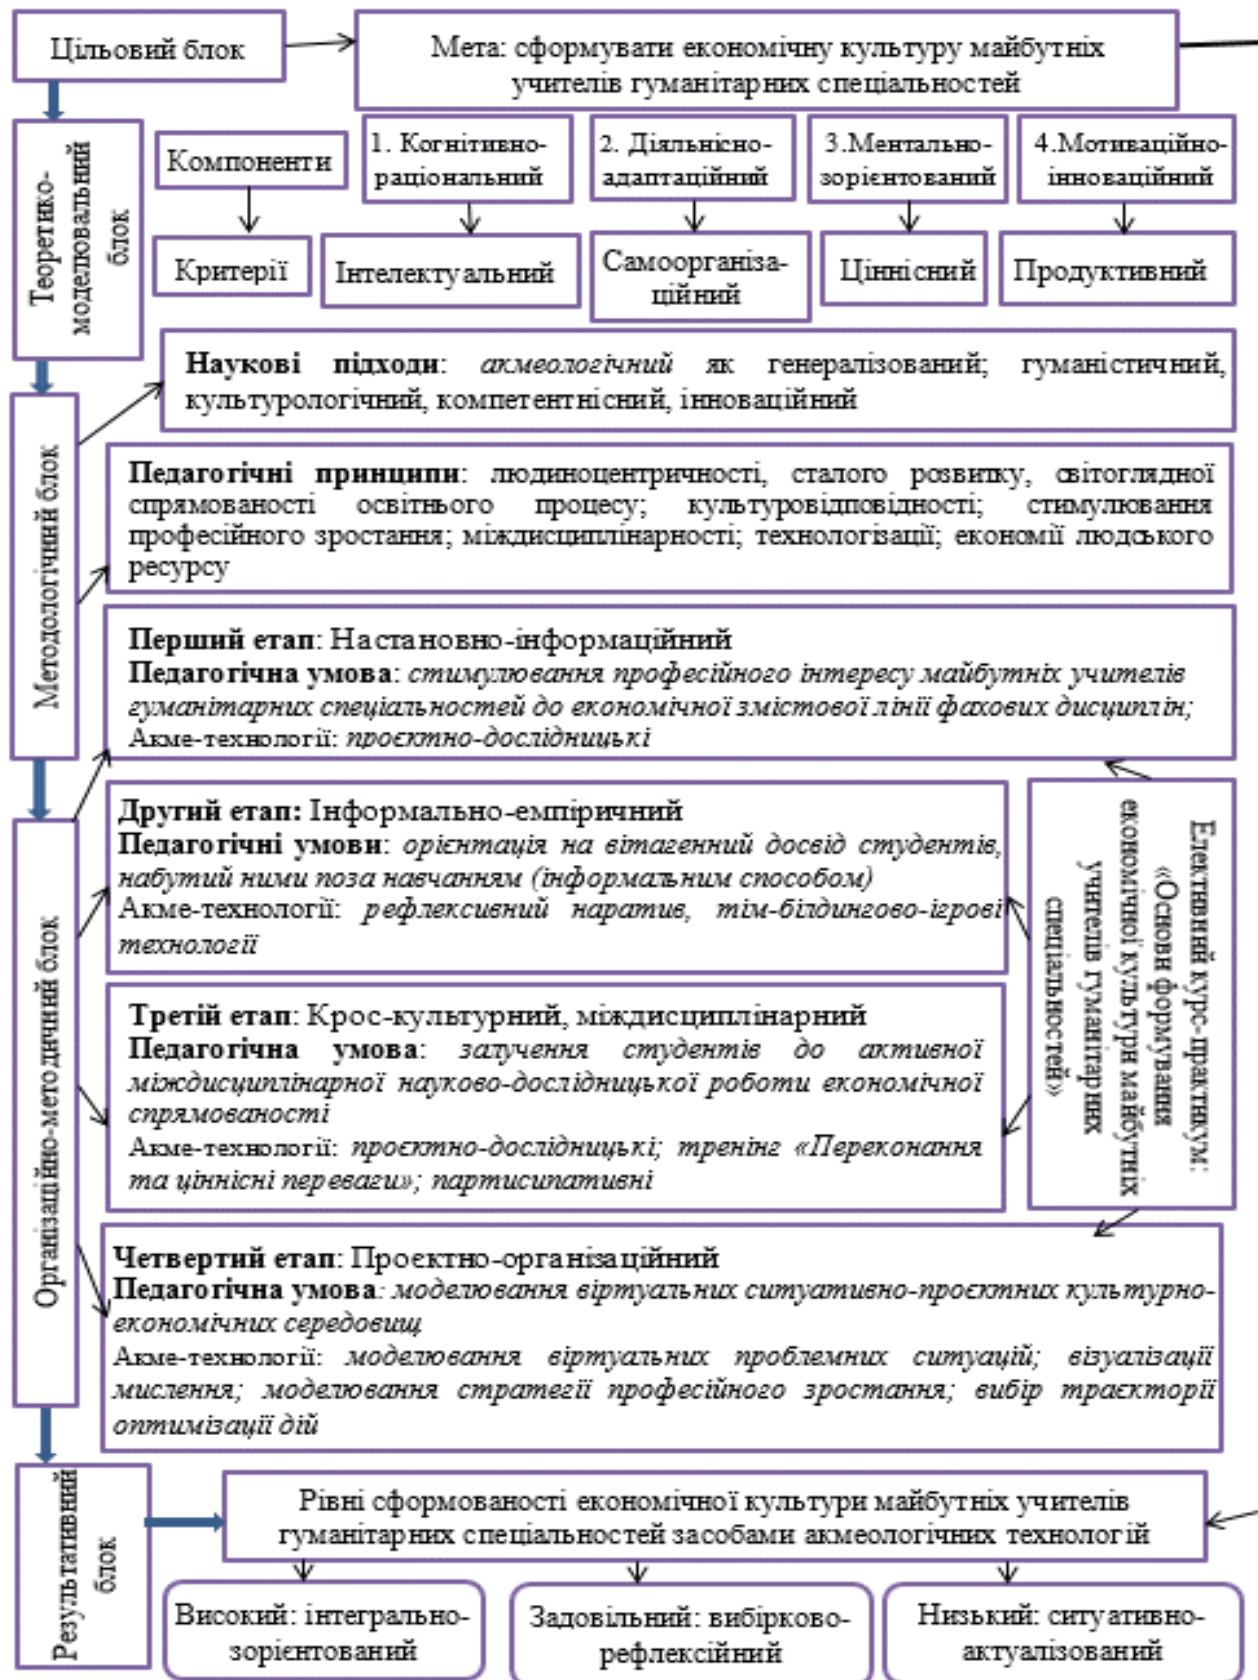 Цільовий блок
Мета: сформувати економічну культуру майбутніх
учителів гуманітарних спеціальностей
Теоретико-
моделювальний
блок
Компоненти
1. Когнітивно-
раціональний
2. Діяльнісно-
адаптаційний
3.Ментально-
зорієнтований
4.Мотиваційно-
інноваційний
Критерії
Інтелектуальний
Самоорганіза-
ційний
Ціннісний
Продуктивний
Методологічний блок
Наукові підходи: акмеологічний як генералізований; гуманістичний,
культурологічний, компетентнісний, інноваційний
Педагогічні принципи: людиноцентричності, сталого розвитку, світоглядної
спрямованості освітнього процесу; культуровідповідності; стимулювання
професійного зростання; міждисциплінарності; технологізації; економії людського
ресурсу
Організаційно-методичний блок
Перший етап: Настановно-інформаційний
Педагогічна умова: стимулювання професійного інтересу майбутніх учителів
гуманітарних спеціальностей до економічної змістової лінії фахових дисциплін;
Акме-технології: проєктно-дослідницькі
Другий етап: Інформально-емпіричний
Педагогічні умови: орієнтація на вітагенний досвід студентів,
набутий ними поза навчанням (інформальним способом)
Акме-технології: рефлексивний наратив, тім-білдингово-ігрові
технології
Третій етап: Крос-культурний, міждисциплінарний
Педагогічна умова: залучення студентів до активної
міждисциплінарної науково-дослідницької роботи економічної
спрямованості
Акме-технології: проєктно-дослідницькі; тренінг «Переконання
та ціннісні переваги»; партисипативні
Елективний курс-практикум:
«Основи формування
економічної культури майбутніх
учителів гуманітарних
спеціальностей»
Четвертий етап: Проєктно-організаційний
Педагогічна умова: моделювання віртуальних ситуативно-проєктних культурно-
економічних середовищ
Акме-технології: моделювання віртуальних проблемних ситуацій; візуалізації
мислення; моделювання стратегії професійного зростання; вибір траєкторії
оптимізації дій
Результативний
блок
Рівні сформованості економічної культури майбутніх учителів
гуманітарних спеціальностей засобами акмеологічних технологій
Високий: інтегрально-
зорієнтований
Задовільний: вибірково-
рефлексійний
Низький: ситуативно-
актуалізований